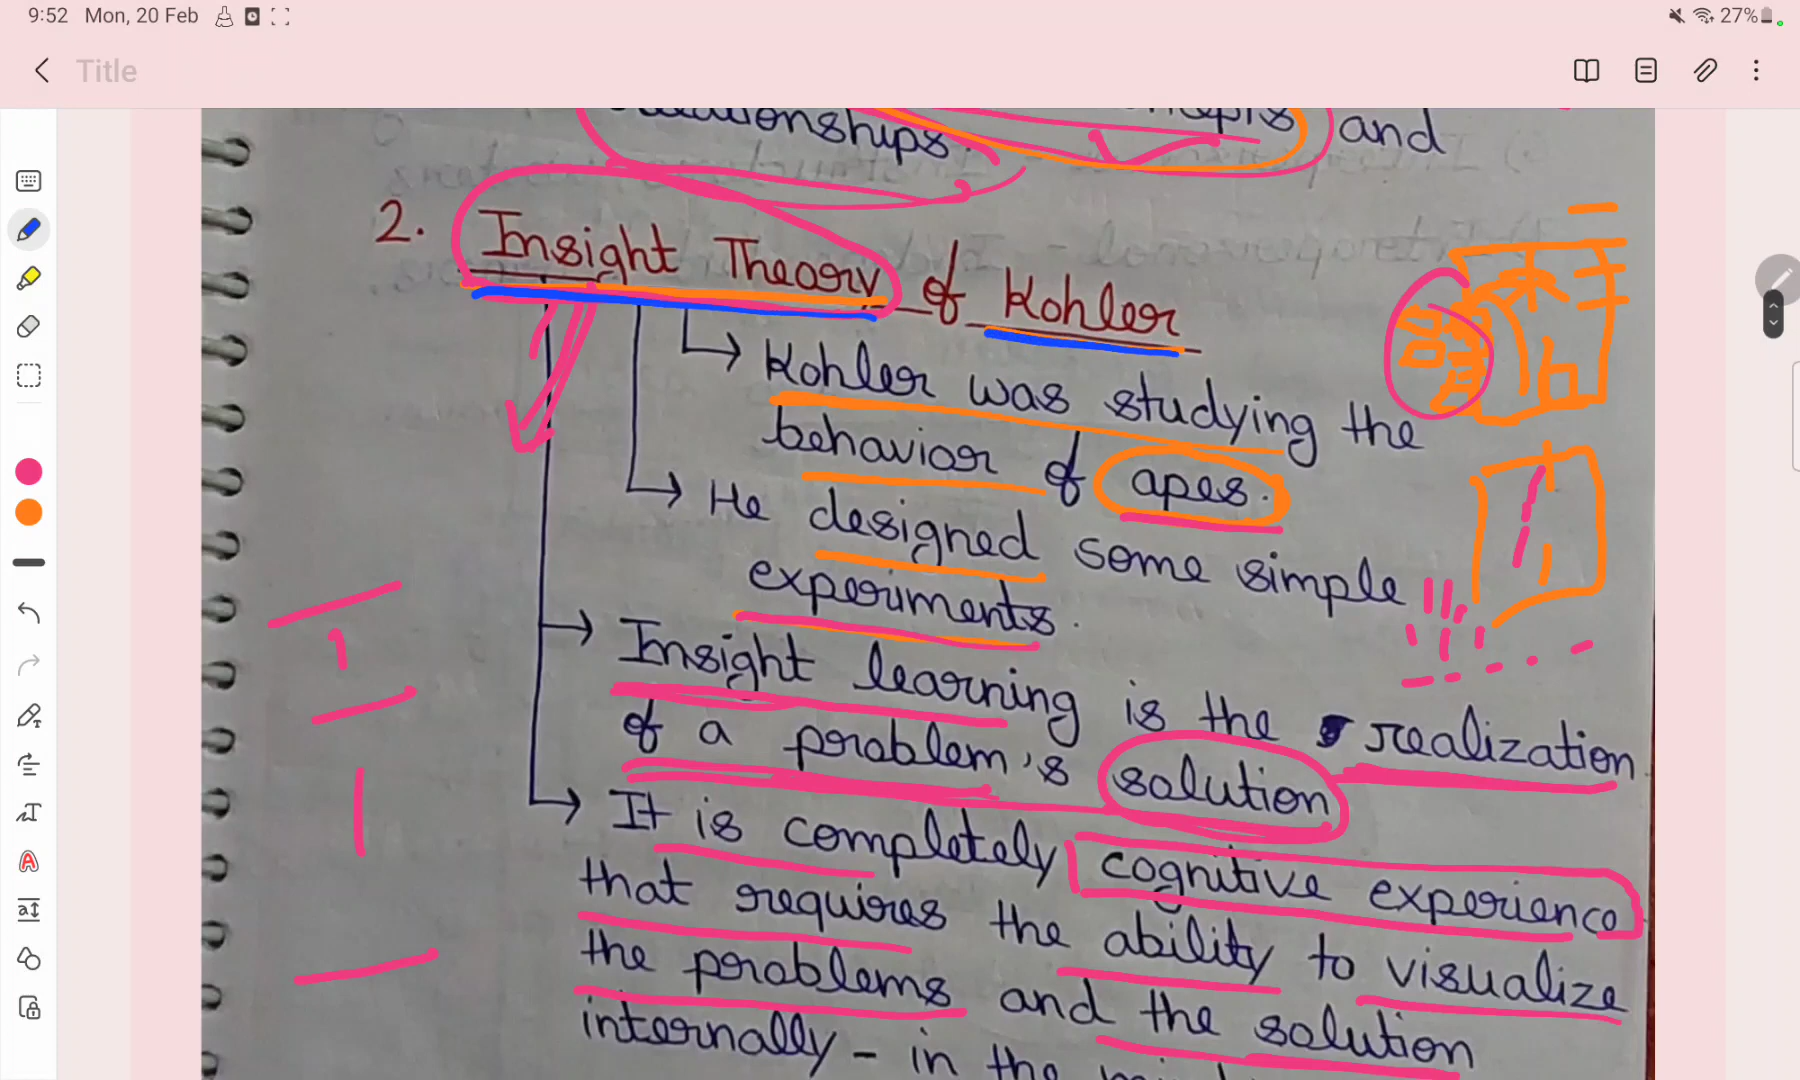 9:52 Mon, 20 Feb
27%
Title
relationships. and
2. Insight Theory of Kohler
Kohler was studying the
behavior of apes.
He designed some simple
experiments.
Insight learning is the realization
of a problem's solution
It is completely cognitive experience
that requires the ability to visualize
the problems and the solution
internally - in the